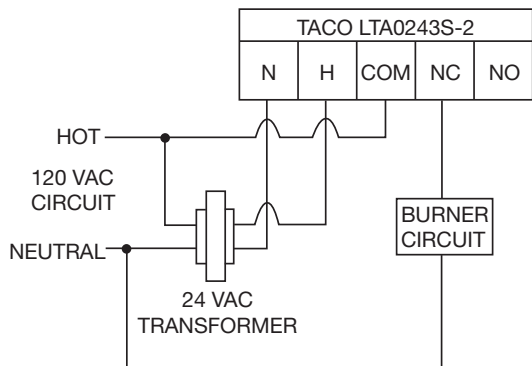 TACO LTA0243S-2
N H COM NC NO
HOT
120 VAC
CIRCUIT
NEUTRAL
BURNER
CIRCUIT
24 VAC
TRANSFORMER